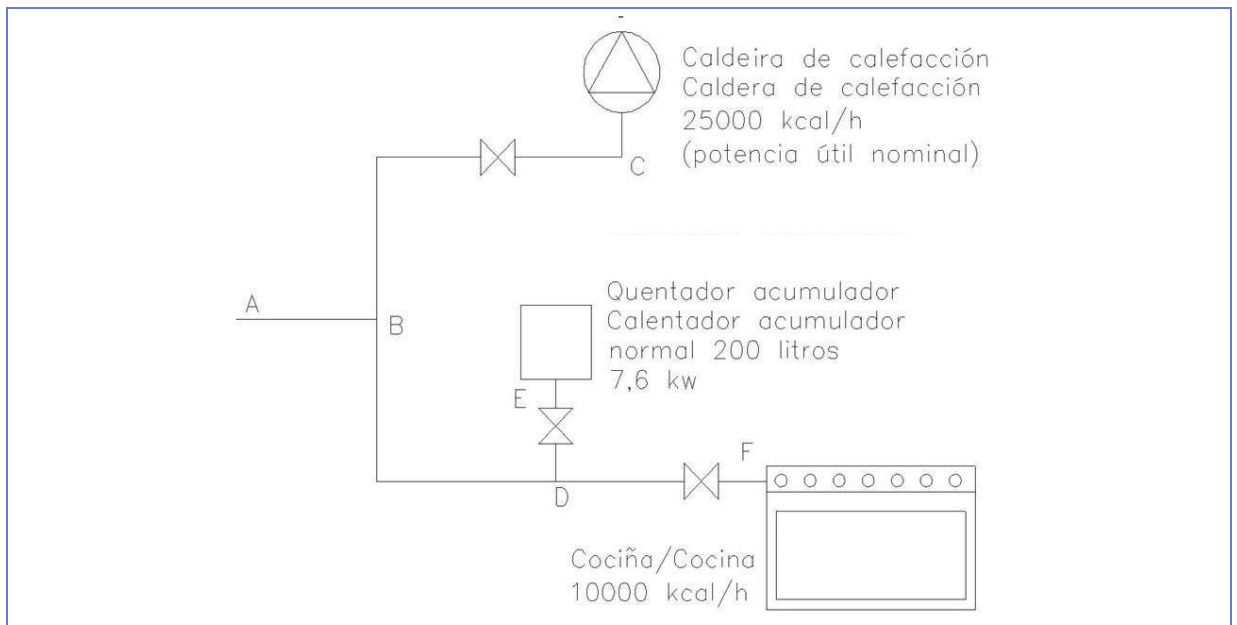 Caldeira de calefacción
Caldera de calefacción
25000 kcal/h
(potencia útil nominal)
C
A
B
Quentador acumulador
Calentador acumulador
normal 200 litros
7,6 kw
E
F
D
Cociña/Cocina
10000 kcal/h